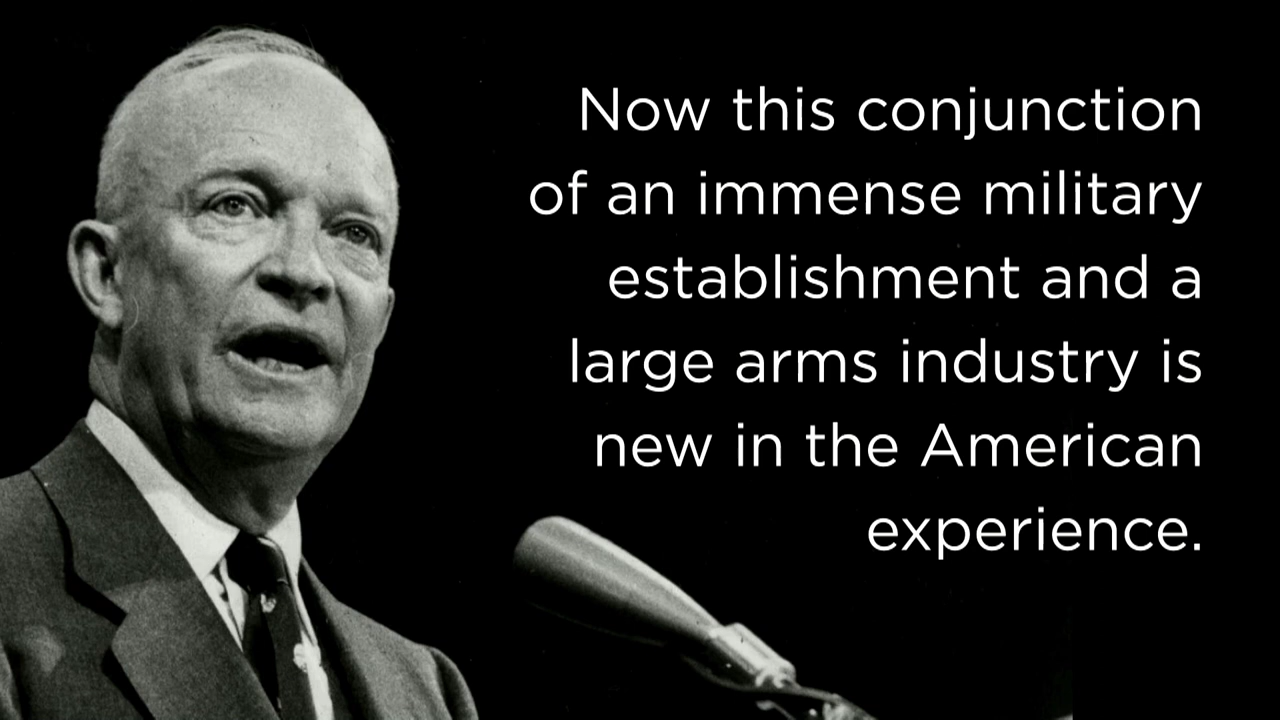 Now this conjunction
of an immense military
establishment and a
large arms industry is
new in the American
experience.